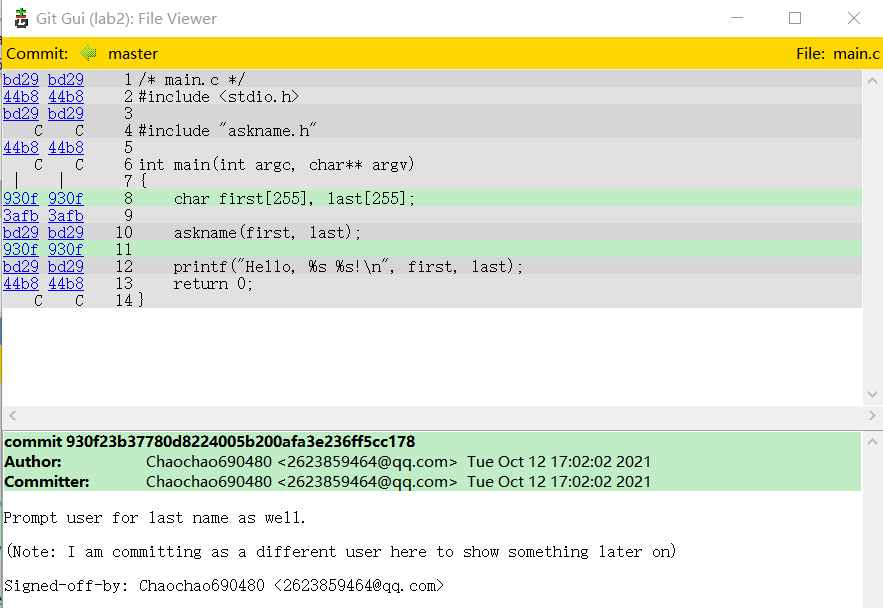 Git Gui (lab2): File Viewer
Commit: master File: main.c
bd29 bd29 1 /* main.c */
44b8 44b8 2 #include <stdio.h>
bd29 bd29 3
C C 4 #include "askname.h"
44b8 44b8 5
C C 6 int main(int argc, char** argv)
| | 7 {
930f 930f 8 char first[255], last[255];
3afb 3afb 9
bd29 bd29 10 askname(first, last);
930f 930f 11
bd29 bd29 12 printf("Hello, %s %s!\n", first, last);
44b8 44b8 13 return 0;
C C 14 }
commit 930f23b37780d8224005b200afa3e236ff5cc178
Author: Chaochao690480 <2623859464@qq.com> Tue Oct 12 17:02:02 2021
Committer: Chaochao690480 <2623859464@qq.com> Tue Oct 12 17:02:02 2021
Prompt user for last name as well.
(Note: I am committing as a different user here to show something later on)
Signed-off-by: Chaochao690480 <2623859464@qq.com>